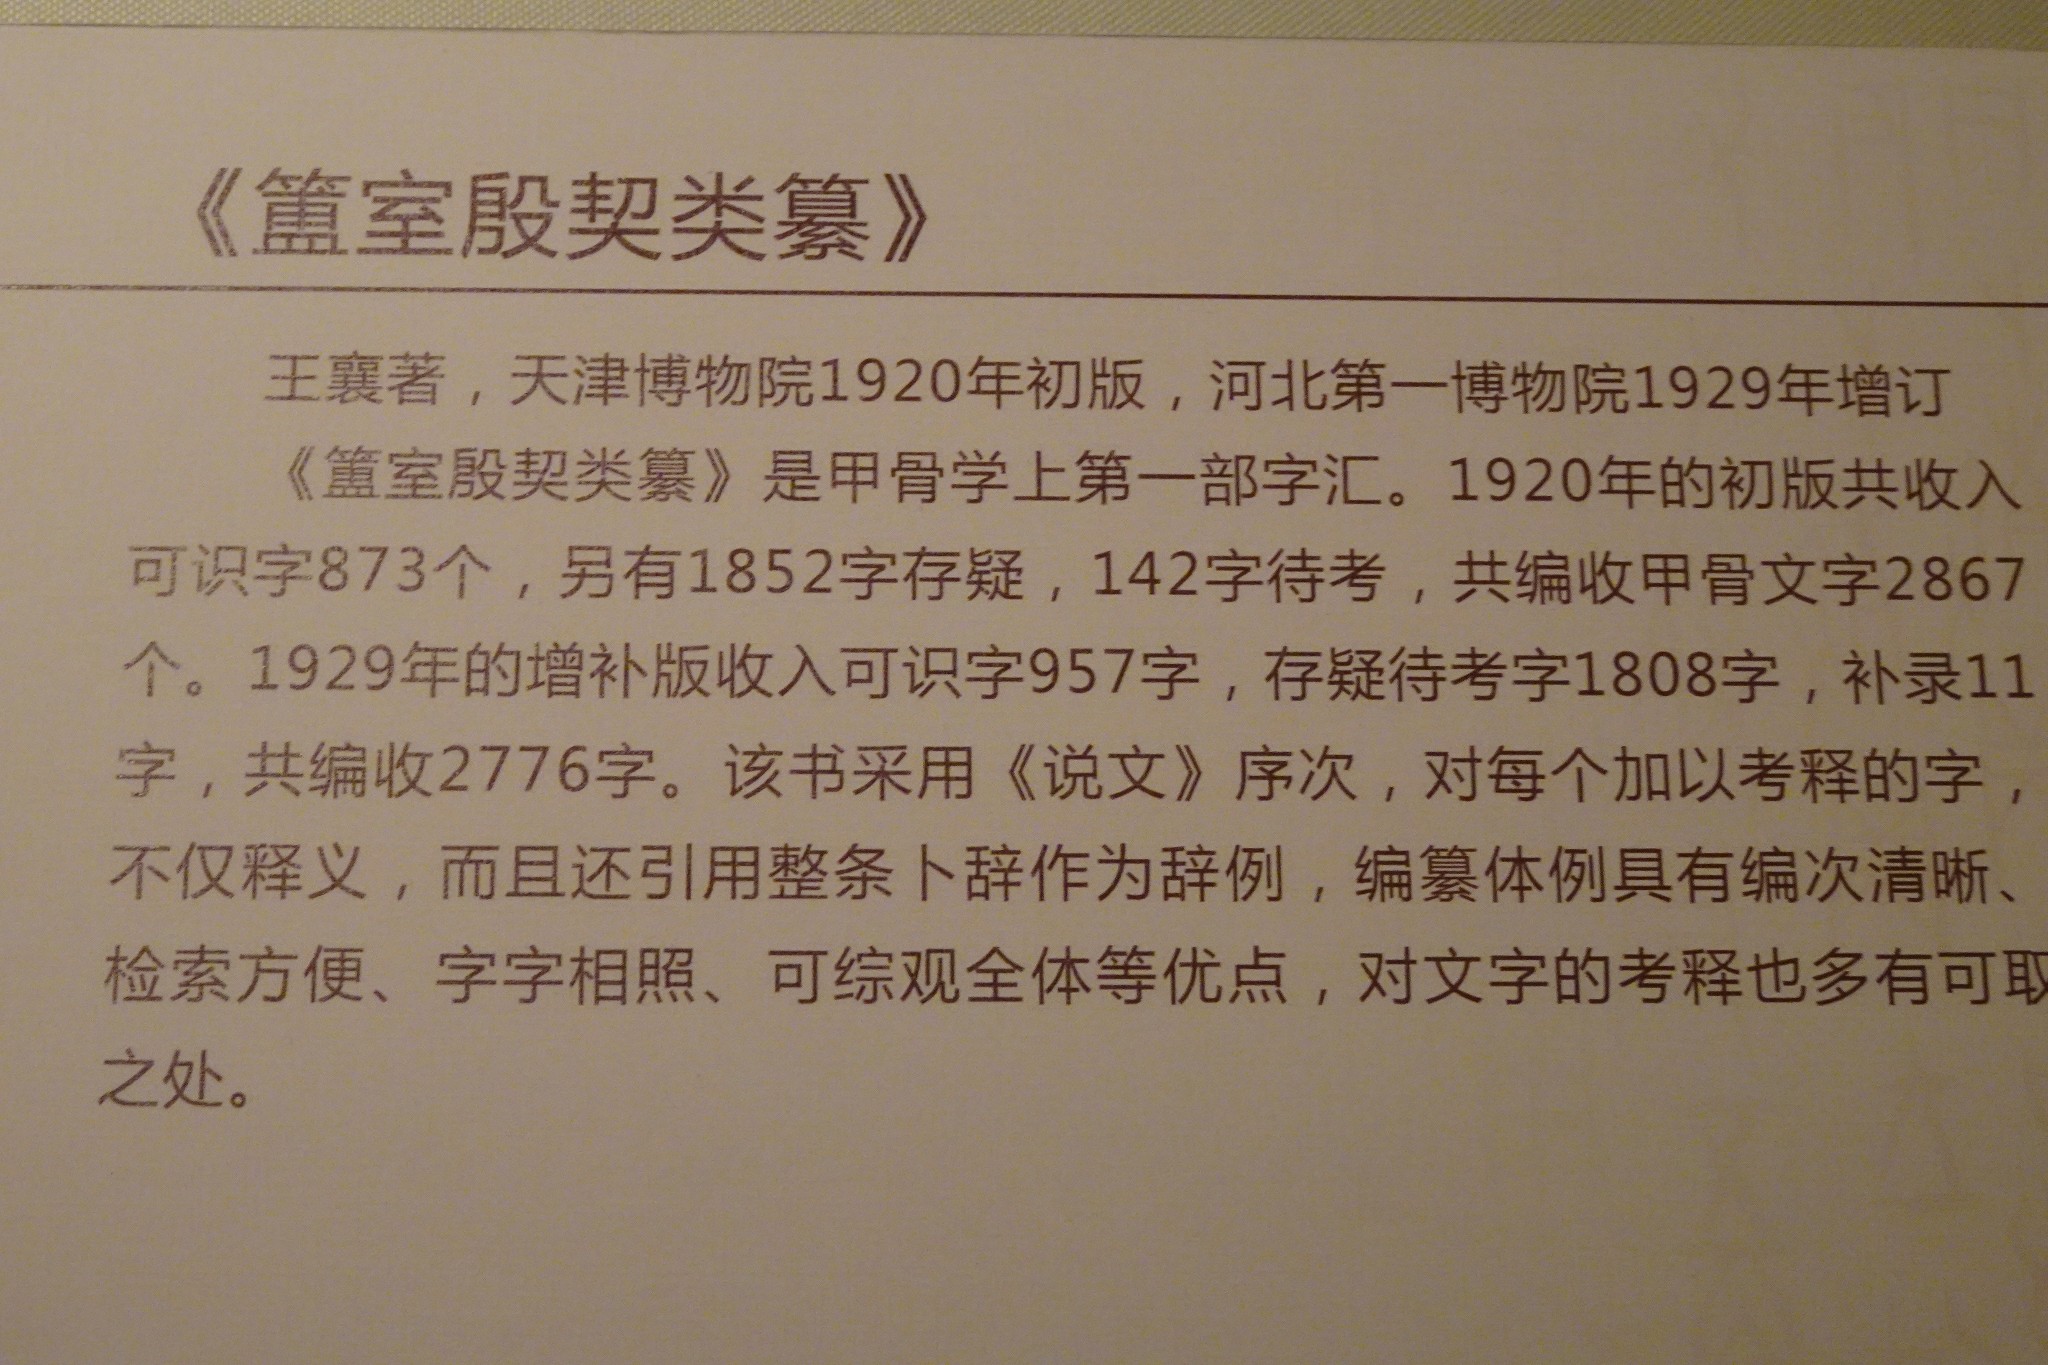 《簠室殷契类纂》
王襄著，天津博物院1920年初版，河北第一博物院1929年增订
《簠室殷契类纂》是甲骨学上第一部字汇。1920年的初版共收入
可识字873个，另有1852字存疑，142字待考，共编收甲骨文字2867
个。1929年的增补版收入可识字957字，存疑待考字1808字，补录11
字，共编收2776字。该书采用《说文》序次，对每个加以考释的字，
不仅释义，而且还引用整条卜辞作为辞例，编纂体例具有编次清晰、
检索方便、字字相照、可综观全体等优点，对文字的考释也多有可取
之处。